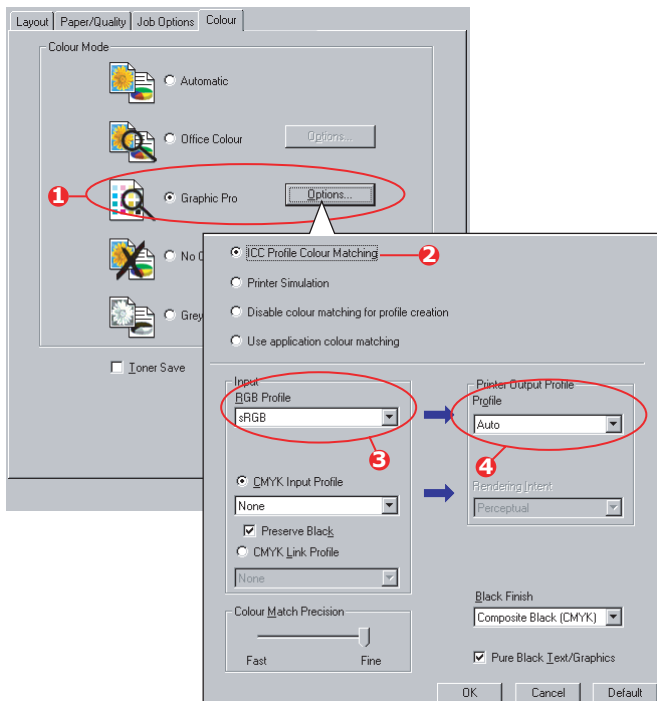 Layout Paper/Quality Job Options Colour
Colour Mode
Automatic
Office Colour Options...
1 Graphic Pro Options...
No C
Grey
Toner Save
ICC Profile Colour Matching 2
Printer Simulation
Disable colour matching for profile creation
Use application colour matching
Input
RGB Profile
sRGB
3
Printer Output Profile
Profile
Auto
4
CMYK Input Profile
None
Preserve Black
CMYK Link Profile
None
Rendering Intent
Perceptual
Colour Match Precision
Fast Fine
Black Finish
Composite Black (CMYK)
Pure Black Text/Graphics
OK Cancel Default